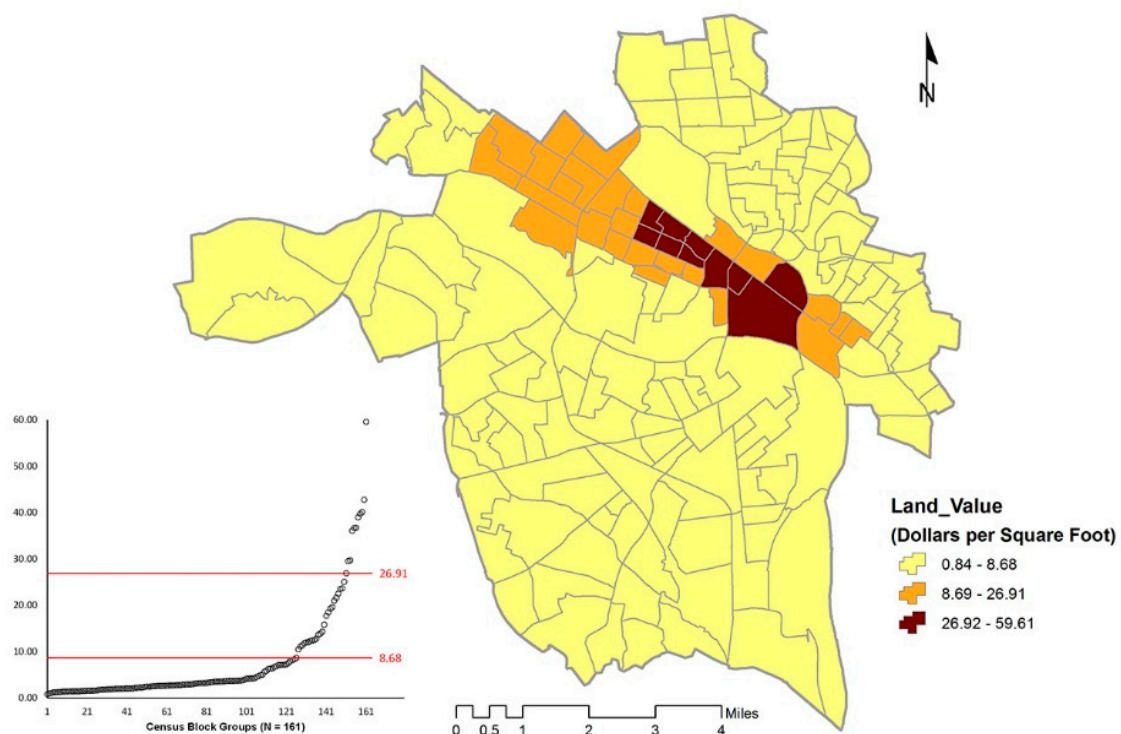 N
60.00
50.00
40.00
30.00
20.00
10.00
0.00
26.91
8.68
1 21 41 61 81 101 121 141 161
Census Block Groups (N = 161)
Land_Value
(Dollars per Square Foot)
0.84 - 8.68
8.69 - 26.91
26.92 - 59.61
Miles
0 0.5 1 2 3 4